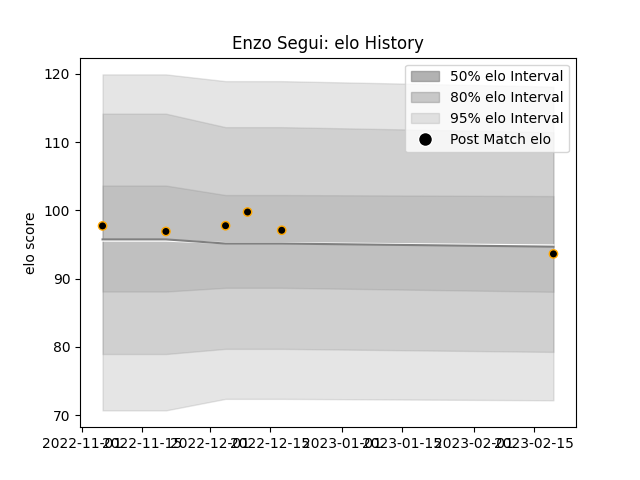 Enzo Segui: elo History
120
110
100
90
80
70
elo score
50% elo Interval
80% elo Interval
95% elo Interval
Post Match elo
2022-11-01
2022-11-15
2022-12-01
2022-12-15
2023-01-01
2023-01-15
2023-02-01
2023-02-15